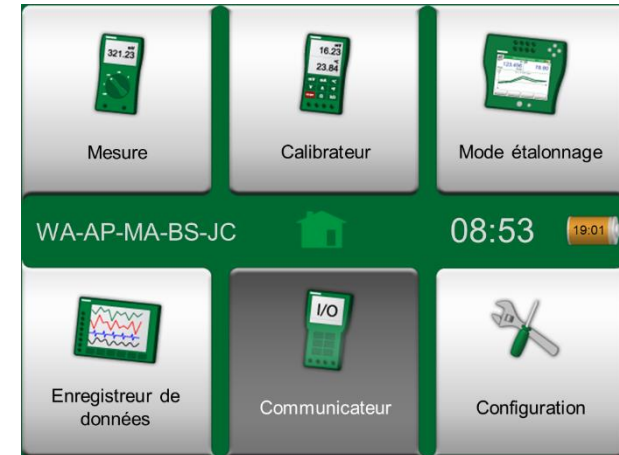 321.23
16.23
23.84
Mesure
Calibrateur
Mode étalonnage
WA-AP-MA-BS-JC
08:53
19:01
I/O
Enregistreur de
données
Communicateur
Configuration